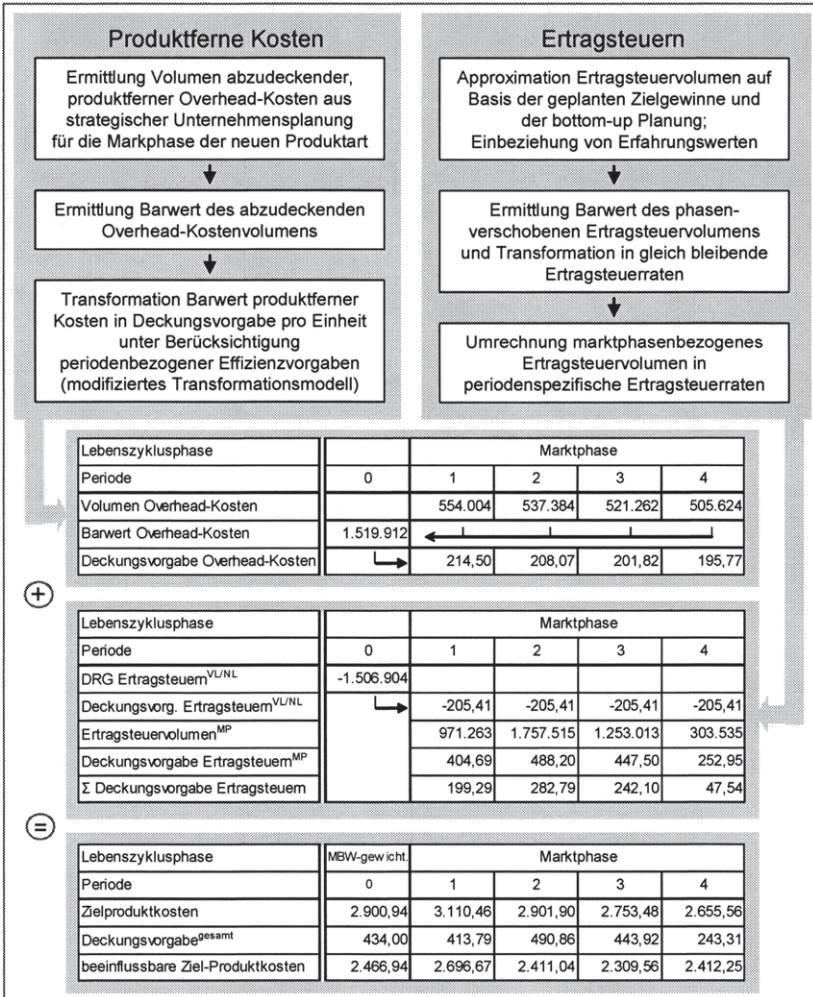 Produktferne Kosten
Ermittlung Volumen abzudeckender,
produktferner Overhead-Kosten aus
strategischer Unternehmensplanung
für die Markphase der neuen Produktart
Ermittlung Barwert des abzudeckenden
Overhead-Kostenvolumens
Transformation Barwert produktferner
Kosten in Deckungsvorgabe pro Einheit
unter Berücksichtigung
periodenbezogener Effizienzvorgaben
(modifiziertes Transformationsmodell)
Ertragsteuern
Approximation Ertragsteuervolumen auf
Basis der geplanten Zielgewinne und
der bottom-up Planung;
Einbeziehung von Erfahrungswerten
Ermittlung Barwert des phasen-
verschobenen Ertragsteuervolumens
und Transformation in gleich bleibende
Ertragsteuerraten
Umrechnung marktphasenbezogenes
Ertragsteuervolumen in
periodenspezifische Ertragsteuerraten
Lebenszyklusphase Marktphase
Periode 0 1 2 3 4
Volumen Overhead-Kosten 554.004 537.384 521.262 505.624
Barwert Overhead-Kosten 1.519.912
Deckungsvorgabe Overhead-Kosten 214,50 208,07 201,82 195,77
+
Lebenszyklusphase Marktphase
Periode 0 1 2 3 4
DRG Ertragsteuern VL/NL -1.506.904
Deckungsvorg. Ertragsteuern VL/NL -205,41 -205,41 -205,41 -205,41
Ertragsteuervolumen MP 971.263 1.757.515 1.253.013 303.535
Deckungsvorgabe Ertragsteuern MP 404,69 488,20 447,50 252,95
Σ Deckungsvorgabe Ertragsteuern 199,29 282,79 242,10 47,54
=
Lebenszyklusphase MBW-gewicht. Marktphase
Periode 0 1 2 3 4
Zielproduktkosten 2.900,94 3.110,46 2.901,90 2.753,48 2.655,56
Deckungsvorgabe gesamt 434,00 413,79 490,86 443,92 243,31
beeinflussbare Ziel-Produktkosten 2.466,94 2.696,67 2.411,04 2.309,56 2.412,25